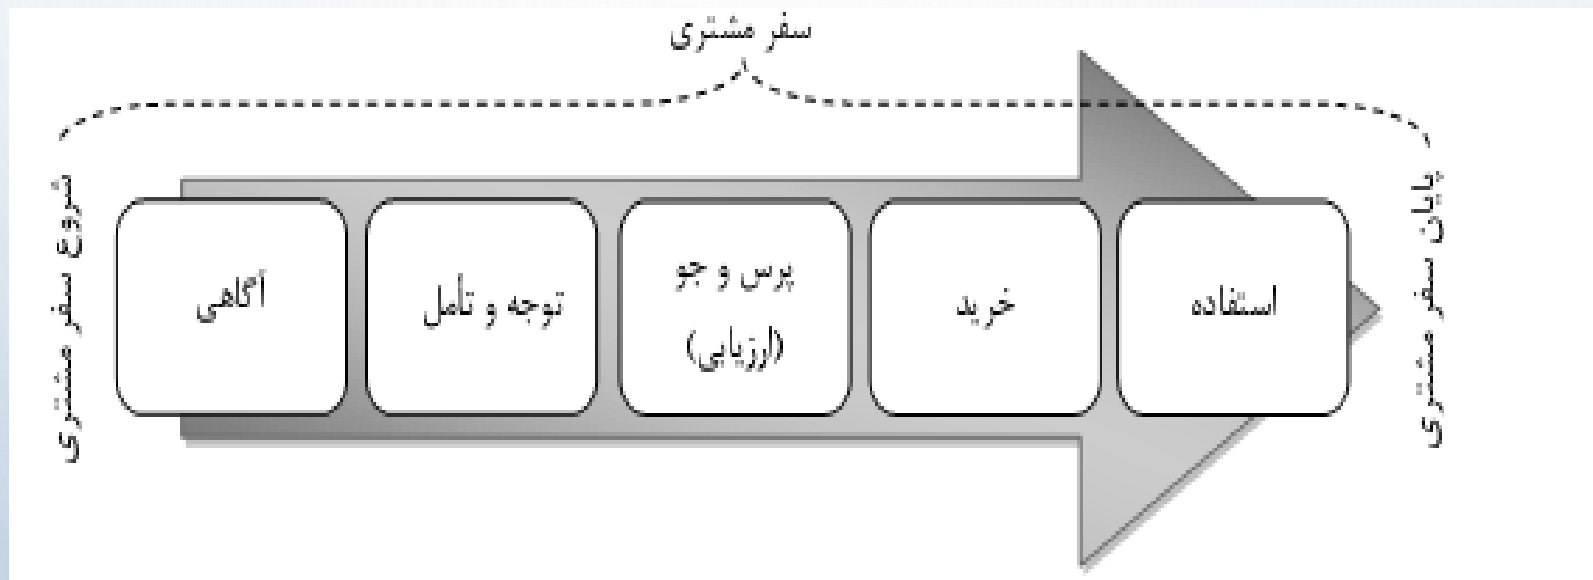 سفر مشتری
شروع سفر مشتری
آگاهی
توجه و تأمل
پرس و جو
(ارزیابی)
خرید
استفاده
پایان سفر مشتری